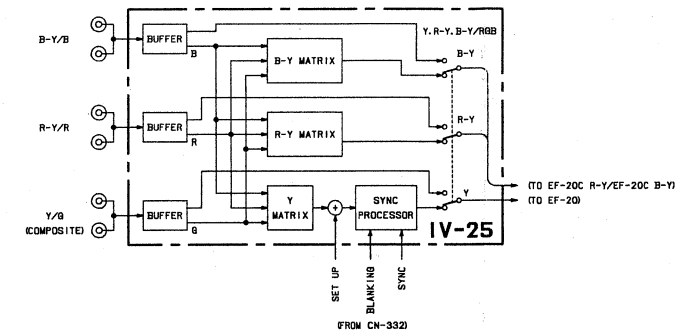 B-Y/B
BUFFER
B
Y.R-Y.B-Y/RGB
B-Y MATRIX
B-Y
R-Y/R
BUFFER
R
R-Y MATRIX
R-Y
Y/G
(COMPOSITE)
BUFFER
G
Y
MATRIX
+
SYNC
PROCESSOR
Y
(TO EF-20C R-Y/EF-20C B-Y)
(TO EF-20)
IV-25
SET UP
BLANKING
SYNC
(FROM CN-332)